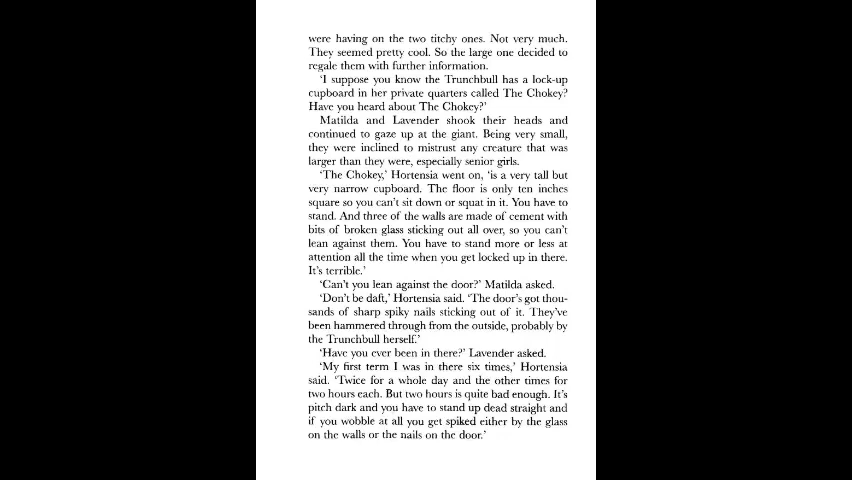 were having on the two titchy ones. Not very much.
They seemed pretty cool. So the large one decided to
regale them with further information.
‘I suppose you know the Trunchbull has a lock-up
cupboard in her private quarters called The Chokey?
Have you heard about The Chokey?’
Matilda and Lavender shook their heads and
continued to gaze up at the giant. Being very small,
they were inclined to mistrust any creature that was
larger than they were, especially senior girls.
‘The Chokey,’ Hortensia went on, ‘is a very tall but
very narrow cupboard. The floor is only ten inches
square so you can’t sit down or squat in it. You have to
stand. And three of the walls are made of cement with
bits of broken glass sticking out all over, so you can’t
lean against them. You have to stand more or less at
attention all the time when you get locked up in there.
It’s terrible.’
‘Can’t you lean against the door?’ Matilda asked.
‘Don’t be daft,’ Hortensia said. ‘The door’s got thou-
sands of sharp spiky nails sticking out of it. They’ve
been hammered through from the outside, probably by
the Trunchbull herself.’
‘Have you ever been in there?’ Lavender asked.
‘My first term I was in there six times,’ Hortensia
said. ‘Twice for a whole day and the other times for
two hours each. But two hours is quite bad enough. It’s
pitch dark and you have to stand up dead straight and
if you wobble at all you get spiked either by the glass
on the walls or the nails on the door.’